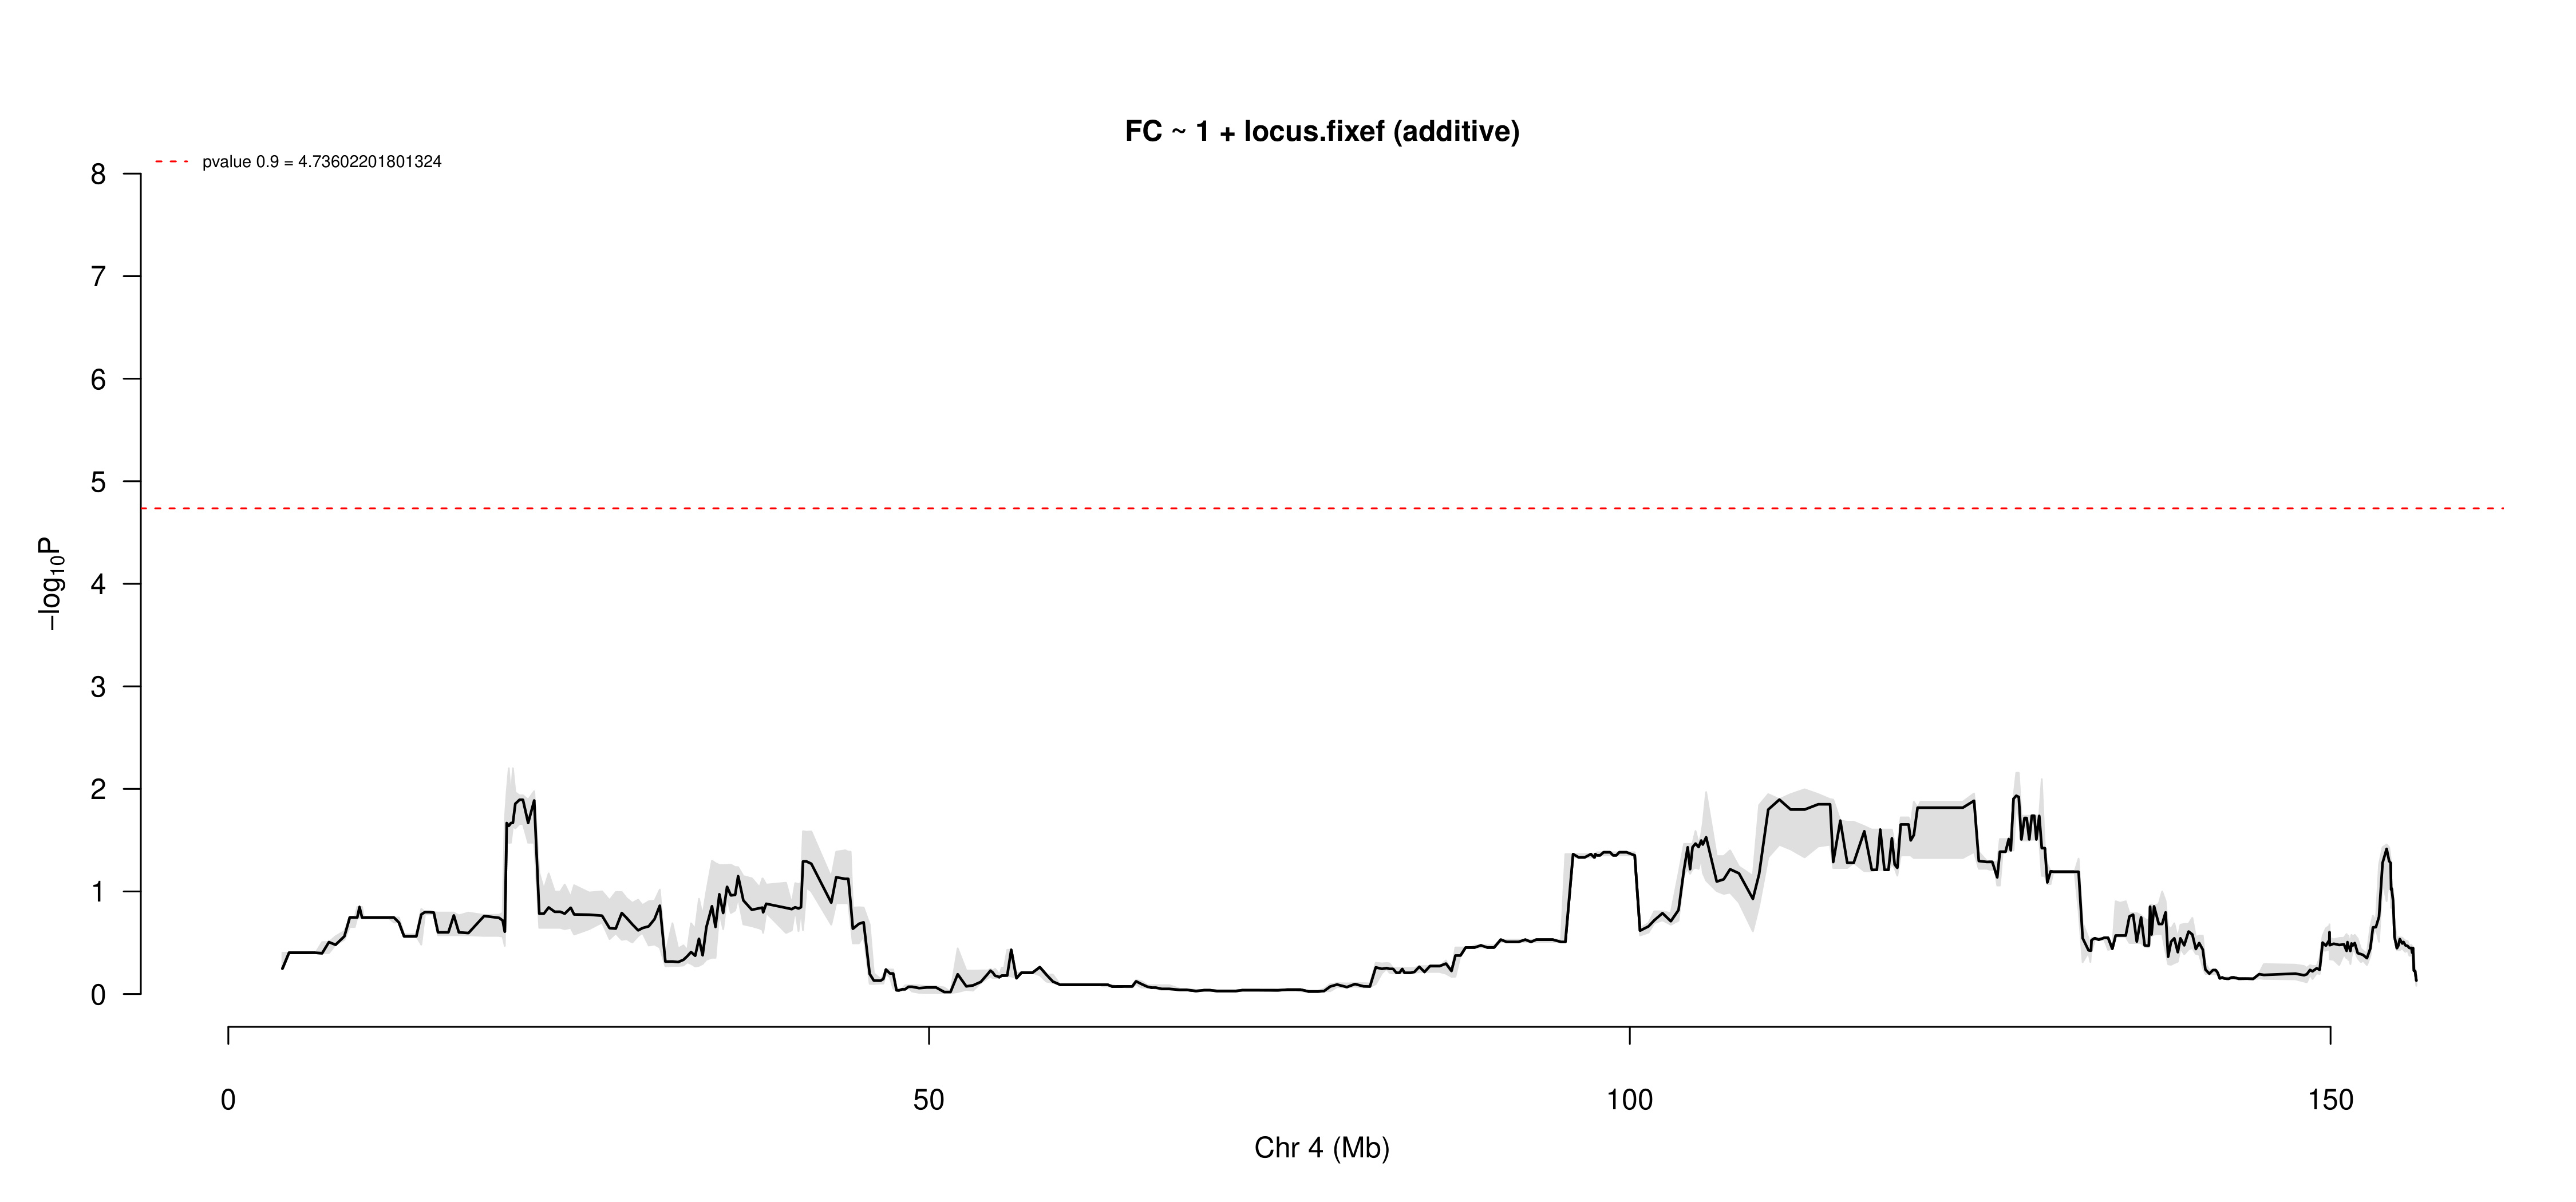 FC ~ 1 + locus.fixef (additive)
pvalue 0.9 = 4.73602201801324
8
7
6
5
4
3
2
1
0
−log10P
0 50 100 150
Chr 4 (Mb)